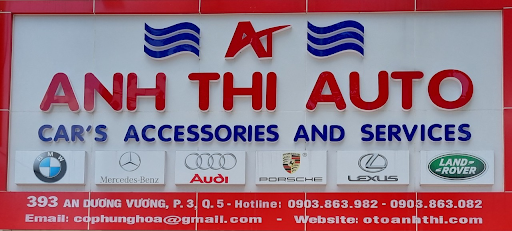 AT
ANH THI AUTO
CAR'S ACCESSORIES AND SERVICES
BMW Mercedes-Benz Audi PORSCHE LEXUS LAND-ROVER
393 AN DƯƠNG VƯƠNG, P. 3, Q. 5 - Hotline: 0903.863.982 - 0903.863.082
Email: cophunghoa@gmail.com - Website: otoanhthi.com